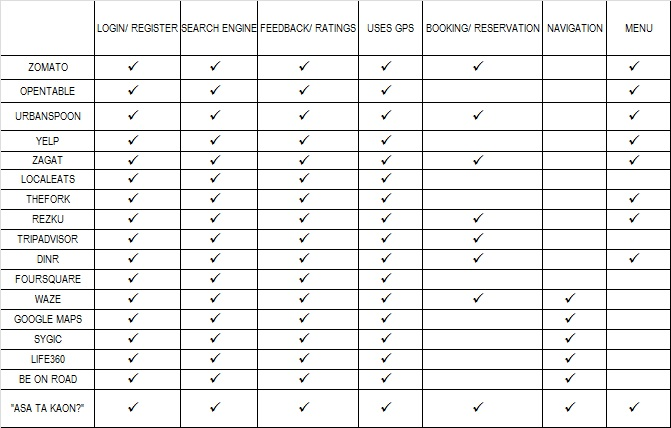 LOGIN/ REGISTER SEARCH ENGINE FEEDBACK/ RATINGS USES GPS BOOKING/ RESERVATION NAVIGATION MENU
ZOMATO ✓ ✓ ✓ ✓ ✓ ✓
OPENTABLE ✓ ✓ ✓ ✓ ✓
URBANSPOON ✓ ✓ ✓ ✓ ✓ ✓
YELP ✓ ✓ ✓ ✓ ✓
ZAGAT ✓ ✓ ✓ ✓ ✓ ✓
LOCALEATS ✓ ✓ ✓ ✓
THEFORK ✓ ✓ ✓ ✓ ✓
REZKU ✓ ✓ ✓ ✓ ✓ ✓
TRIPADVISOR ✓ ✓ ✓ ✓ ✓
DINR ✓ ✓ ✓ ✓ ✓ ✓
FOURSQUARE ✓ ✓ ✓ ✓
WAZE ✓ ✓ ✓ ✓ ✓ ✓
GOOGLE MAPS ✓ ✓ ✓ ✓ ✓
SYGIC ✓ ✓ ✓ ✓ ✓
LIFE360 ✓ ✓ ✓ ✓ ✓
BE ON ROAD ✓ ✓ ✓ ✓ ✓
"ASA TA KAON?" ✓ ✓ ✓ ✓ ✓ ✓ ✓